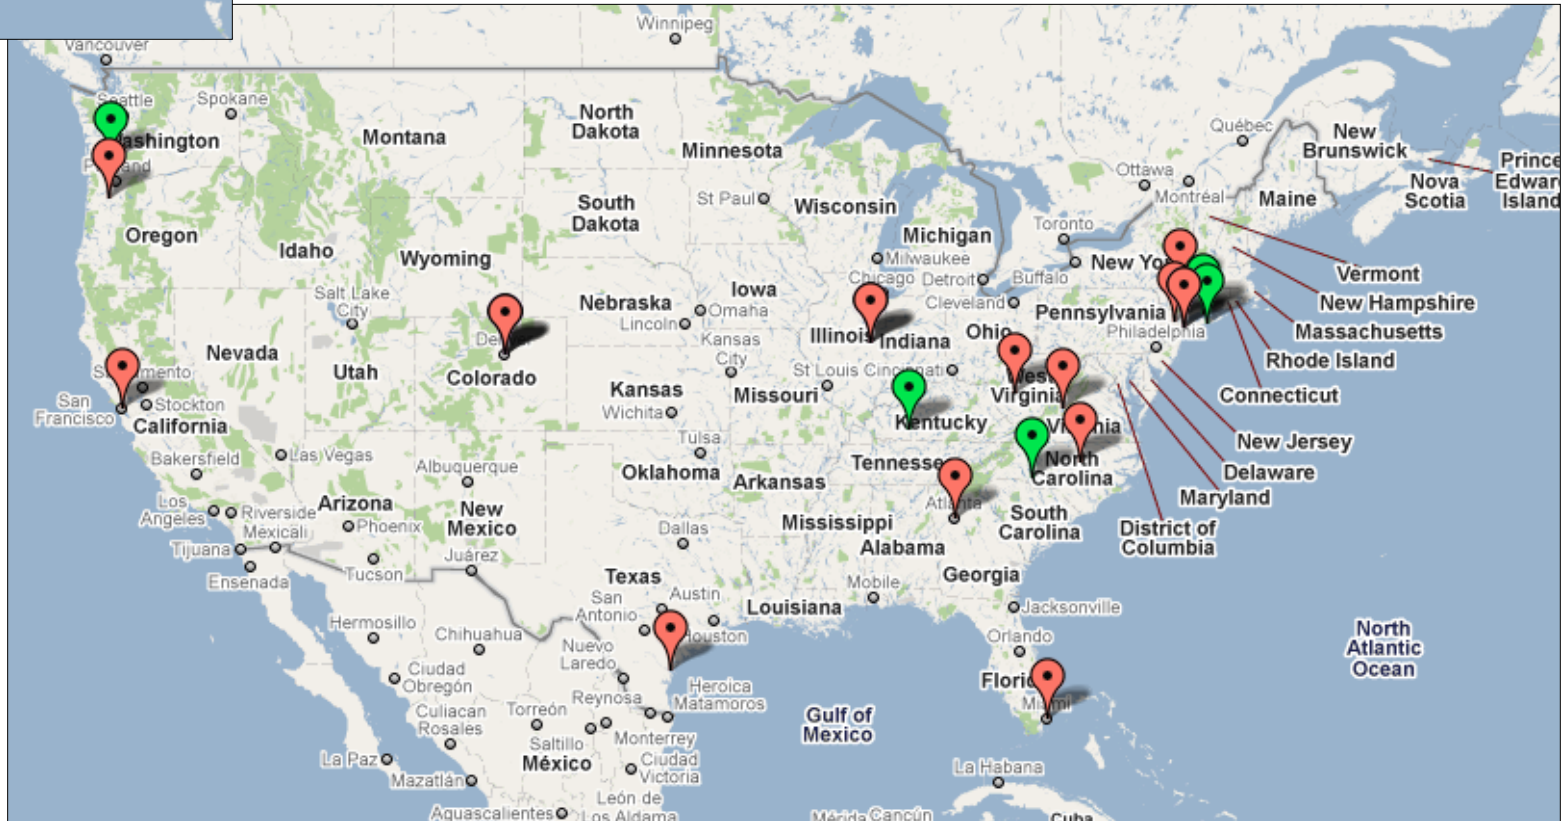 Winnipeg
Vancouver
Seattle
Spokane
North
Dakota
Montana
Minnesota
Québec
New
Brunswick
Prince
Edward
Island
Ottawa
Montréal
Maine
Nova
Scotia
St Paul
Wisconsin
South
Dakota
Oregon
Idaho
Wyoming
Toronto
Michigan
Milwaukee
Chicago
Detroit
Buffalo
Vermont
Salt Lake
City
Nebraska
Iowa
Omaha
Lincoln
Cleveland
Pennsylvania
Philadelphia
New Hampshire
Massachusetts
Illinois
Indiana
Ohio
Kansas
City
Nevada
Utah
Colorado
Rhode Island
St Louis
Cincinnati
Kansas
Missouri
West
Virginia
Connecticut
San
Francisco
Stockton
California
Wichita
Kentucky
New Jersey
Bakersfield
Las Vegas
Tulsa
Albuquerque
Oklahoma
Arkansas
North
Carolina
Delaware
Maryland
Los
Angeles
Riverside
Mexicali
Arizona
Phoenix
New
Mexico
Dallas
Mississippi
Alabama
Atlanta
South
Carolina
District of
Columbia
Tijuana
Ensenada
Tucson
Juárez
Texas
Austin
San
Antonio
Louisiana
Mobile
Georgia
Jacksonville
Hermosillo
Chihuahua
Nuevo
Laredo
Orlando
North
Atlantic
Ocean
Ciudad
Obregón
Reynosa
Heroica
Matamoros
Miami
Culiacan
Rosales
Torreón
Saltillo
Monterrey
Gulf of
Mexico
La Paz
Mazatlán
México
Ciudad
Victoria
La Habana
Aguascalientes
León de
Los Aldama
Mérida
Cancún
Cuba